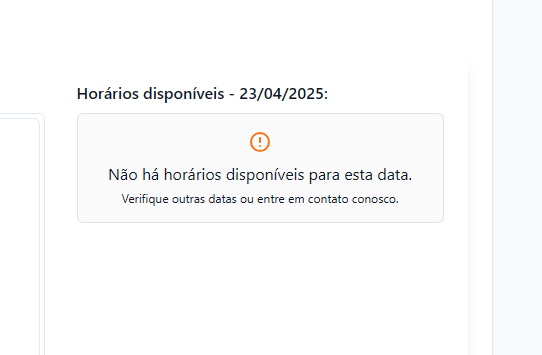 Horários disponíveis - 23/04/2025:
Não há horários disponíveis para esta data.
Verifique outras datas ou entre em contato conosco.